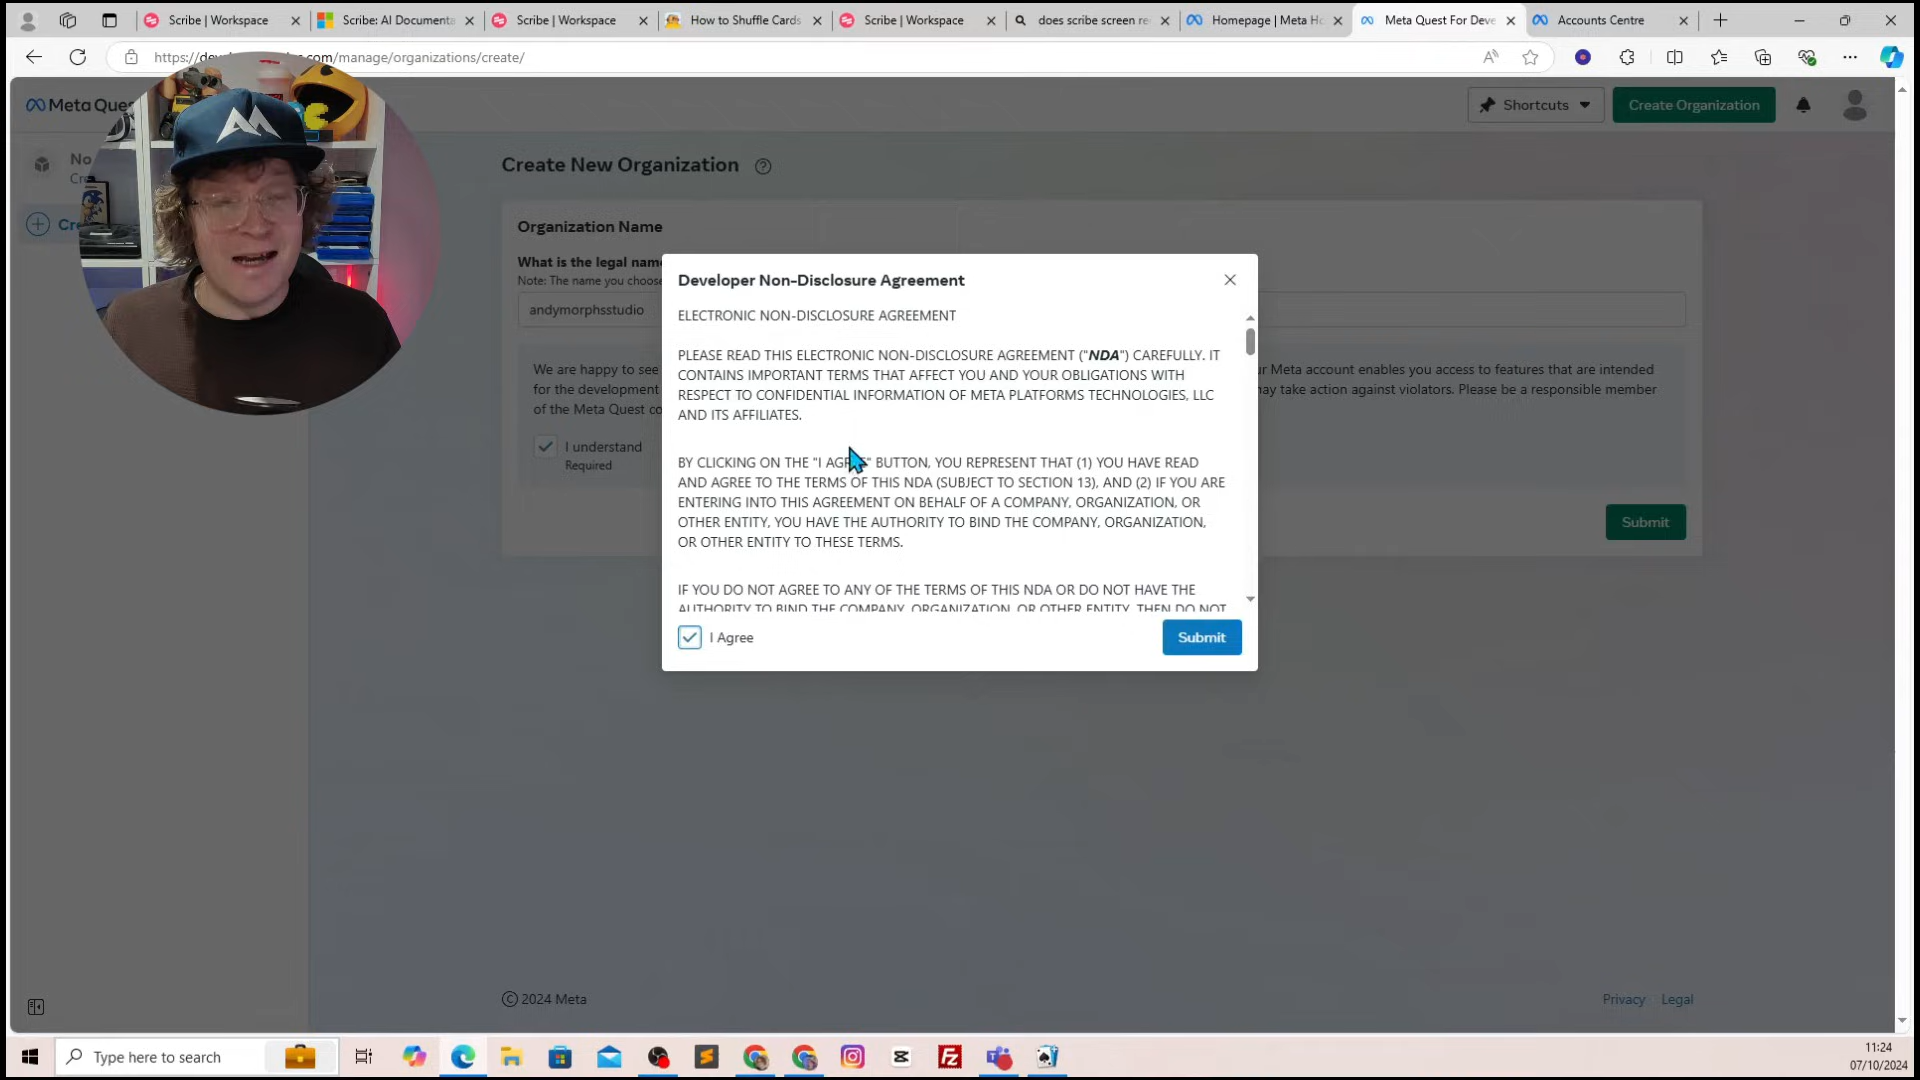 Scribe | Workspace
Scribe: AI Documenta
Scribe | Workspace
How to Shuffle Cards
Scribe | Workspace
does scribe screen re
Homepage | Meta Ho
Meta Quest For Deve
Accounts Centre
https://de
com/manage/organizations/create/
Meta Ques
Shortcuts
Create Organization
No
Cre
Create New Organization
Organization Name
What is the legal nam
Note: The name you choose
andymorphsstudio
We are happy to see
for the development
of the Meta Quest co
ur Meta account enables you access to features that are intended
may take action against violators. Please be a responsible member
I understand
Required
Submit
Developer Non-Disclosure Agreement
ELECTRONIC NON-DISCLOSURE AGREEMENT
PLEASE READ THIS ELECTRONIC NON-DISCLOSURE AGREEMENT ("NDA") CAREFULLY. IT
CONTAINS IMPORTANT TERMS THAT AFFECT YOU AND YOUR OBLIGATIONS WITH
RESPECT TO CONFIDENTIAL INFORMATION OF META PLATFORMS TECHNOLOGIES, LLC
AND ITS AFFILIATES.
BY CLICKING ON THE "I AGREE" BUTTON, YOU REPRESENT THAT (1) YOU HAVE READ
AND AGREE TO THE TERMS OF THIS NDA (SUBJECT TO SECTION 13), AND (2) IF YOU ARE
ENTERING INTO THIS AGREEMENT ON BEHALF OF A COMPANY, ORGANIZATION, OR
OTHER ENTITY, YOU HAVE THE AUTHORITY TO BIND THE COMPANY, ORGANIZATION,
OR OTHER ENTITY TO THESE TERMS.
IF YOU DO NOT AGREE TO ANY OF THE TERMS OF THIS NDA OR DO NOT HAVE THE
AUTHORITY TO BIND THE COMPANY, ORGANIZATION, OR OTHER ENTITY, THEN DO NOT
I Agree
Submit
© 2024 Meta
Privacy
Legal
Type here to search
11:24
07/10/2024